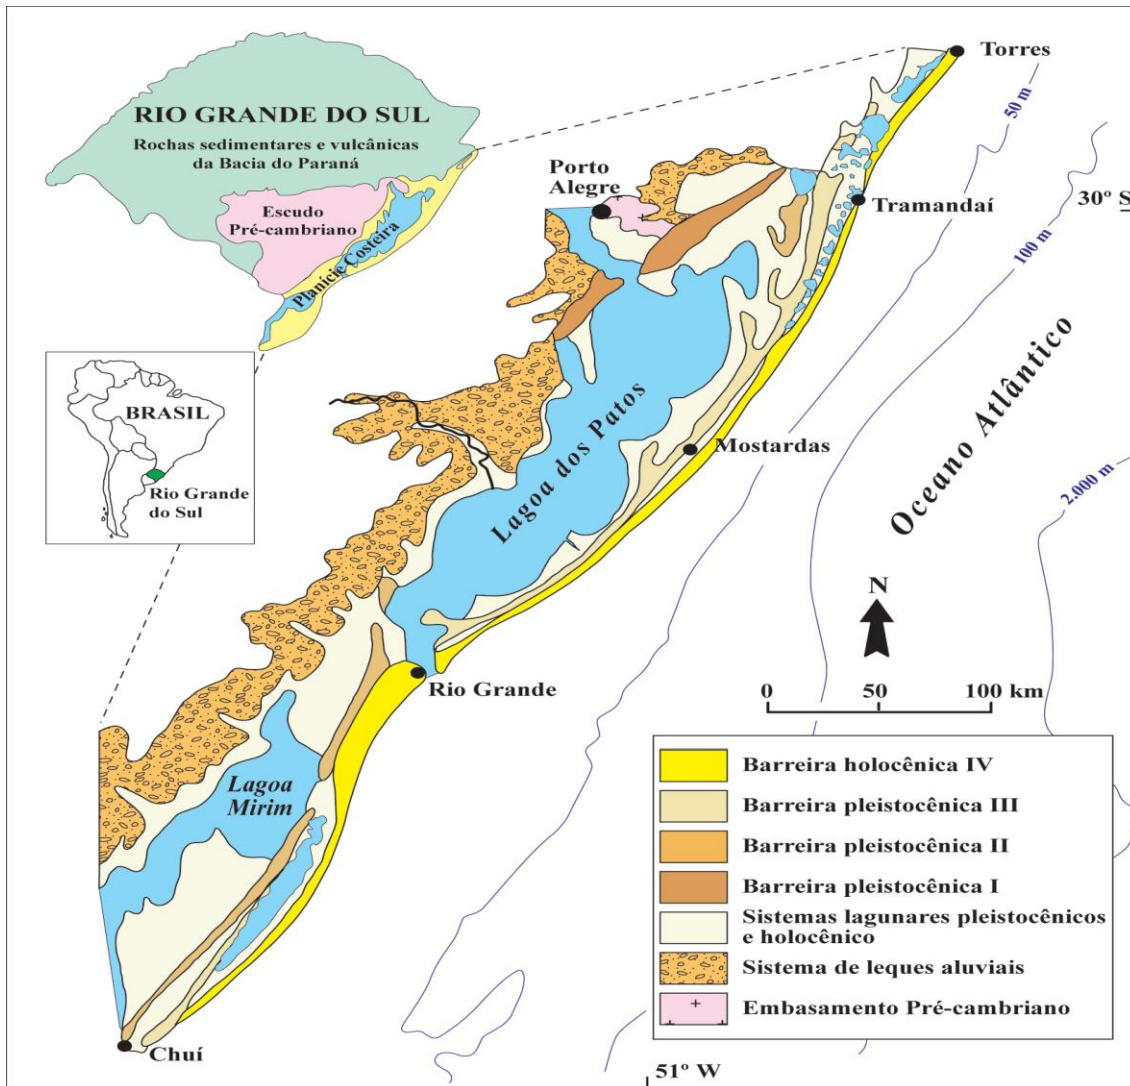 Torres
50 m
RIO GRANDE DO SUL
Rochas sedimentares e vulcânicas
da Bacia do Paraná
Escudo
Pré-cambriano
Planície Costeira
Porto
Alegre
Tramandaí
30º S
100 m
BRASIL
Rio Grande
do Sul
Lagoa dos Patos
Mostardas
Oceano Atlântico
2.000 m
N
Rio Grande
0 50 100 km
Lagoa
Mirim
Chuí
Barreira holocênica IV
Barreira pleistocênica III
Barreira pleistocênica II
Barreira pleistocênica I
Sistemas lagunares pleistocênicos
e holocênico
Sistema de leques aluviais
Embasamento Pré-cambriano
51º W